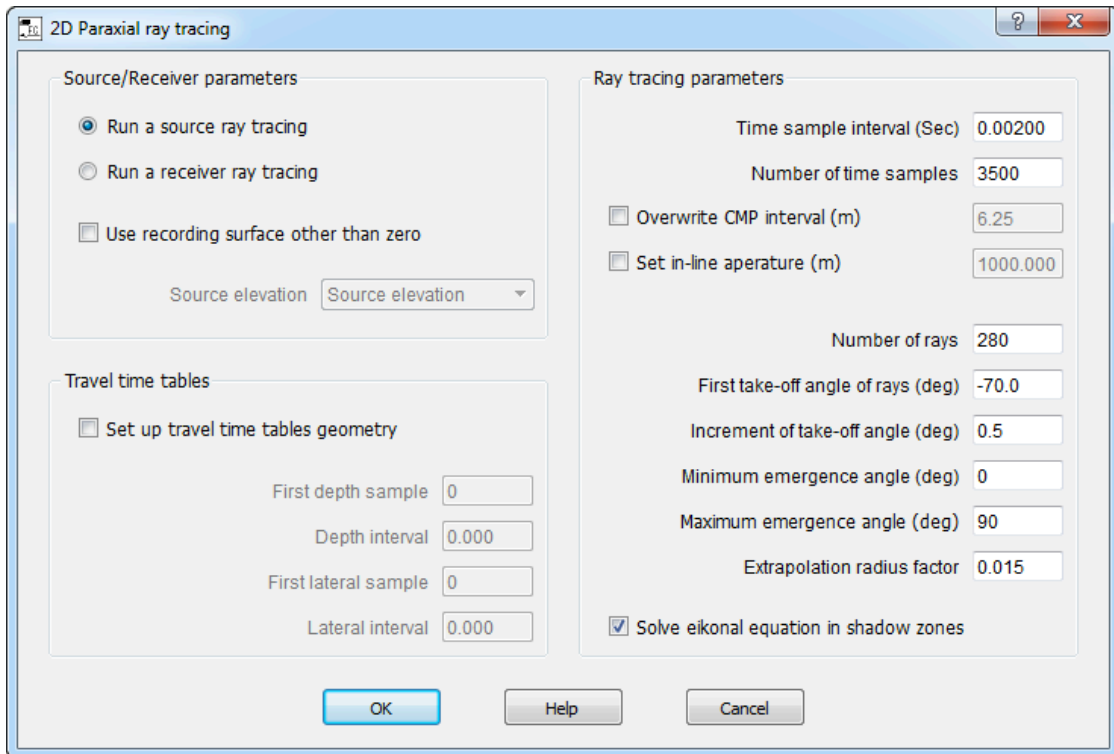 2D Paraxial ray tracing
?
X
Source/Receiver parameters
Run a source ray tracing
Run a receiver ray tracing
Use recording surface other than zero
Source elevation Source elevation
Travel time tables
Set up travel time tables geometry
First depth sample 0
Depth interval 0.000
First lateral sample 0
Lateral interval 0.000
Ray tracing parameters
Time sample interval (Sec) 0.00200
Number of time samples 3500
Overwrite CMP interval (m) 6.25
Set in-line aperature (m) 1000.000
Number of rays 280
First take-off angle of rays (deg) -70.0
Increment of take-off angle (deg) 0.5
Minimum emergence angle (deg) 0
Maximum emergence angle (deg) 90
Extrapolation radius factor 0.015
Solve eikonal equation in shadow zones
OK Help Cancel